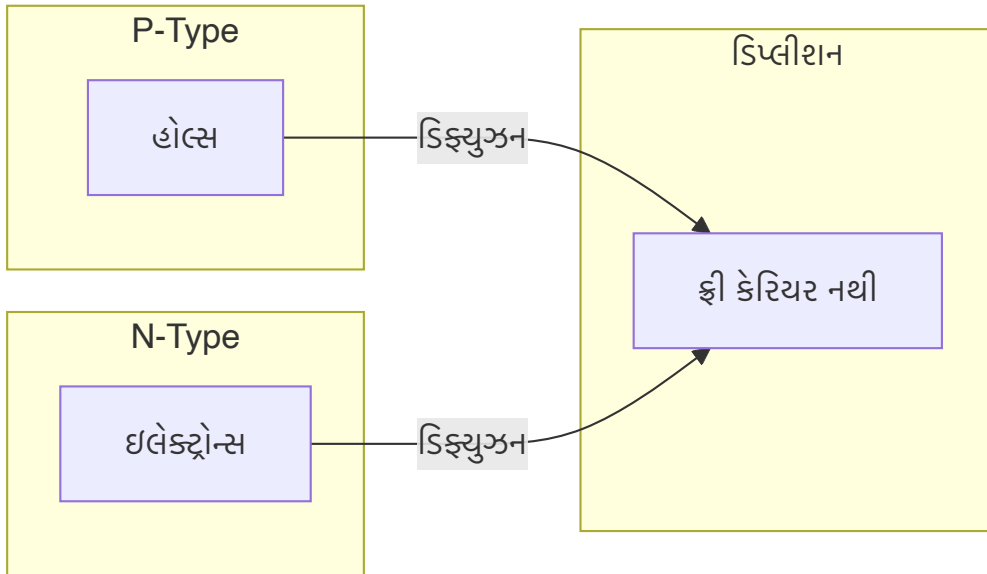 P-Type
હોલ્સ
ડિફ્યુઝન
N-Type
ઇલેક્ટ્રોન્સ
ડિફ્યુઝન
ડિપ્લીશન
ફ્રી કેરિયર નથી